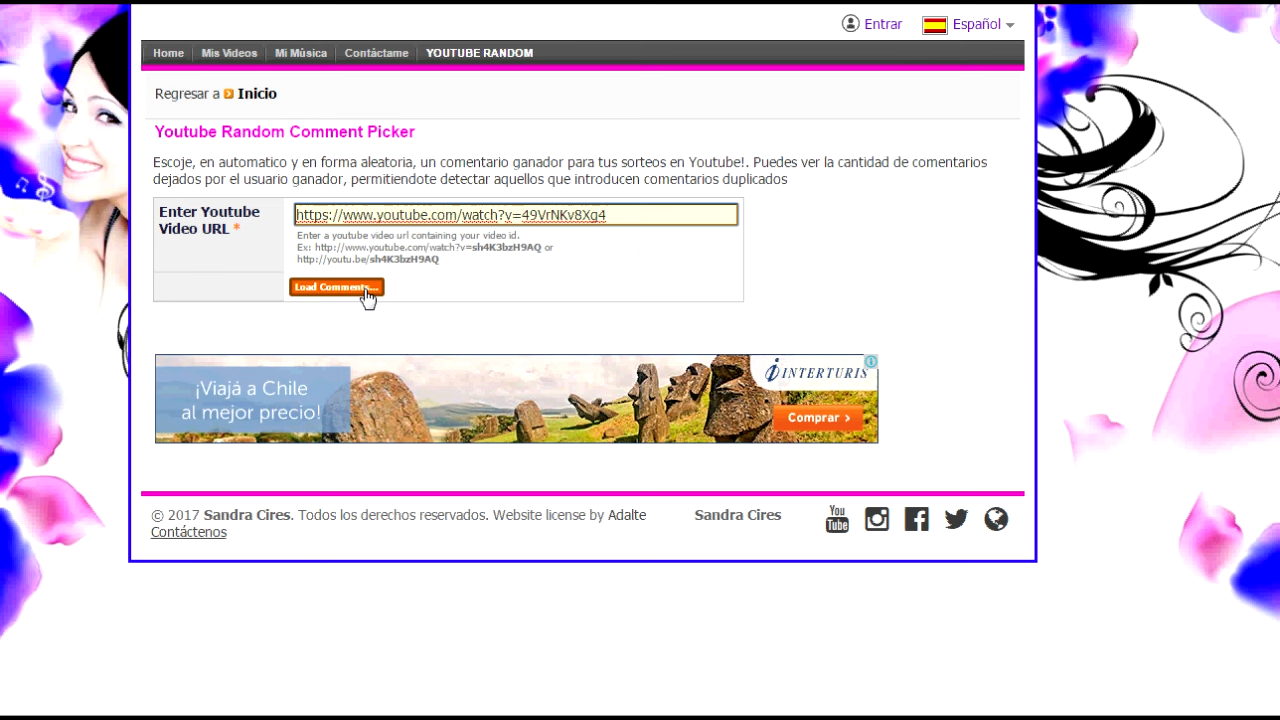 Entrar Español
Home Mis Videos Mi Música Contáctame YOUTUBE RANDOM
Regresar a Inicio
Youtube Random Comment Picker
Escoje, en automatico y en forma aleatoria, un comentario ganador para tus sorteos en Youtube!. Puedes ver la cantidad de comentarios
dejados por el usuario ganador, permitiendote detectar aquellos que introducen comentarios duplicados
Enter Youtube
Video URL *
https://www.youtube.com/watch?v=49VrNKv8Xg4
Enter a youtube video url containing your video id.
Ex: http://www.youtube.com/watch?v=sh4K3bzH9AQ or
http://youtu.be/sh4K3bzH9AQ
Load Comments...
¡Viajá a Chile
al mejor precio!
INTERTURIS
Comprar >
© 2017 Sandra Cires. Todos los derechos reservados. Website license by Adalte
Contáctenos
Sandra Cires
You
Tube